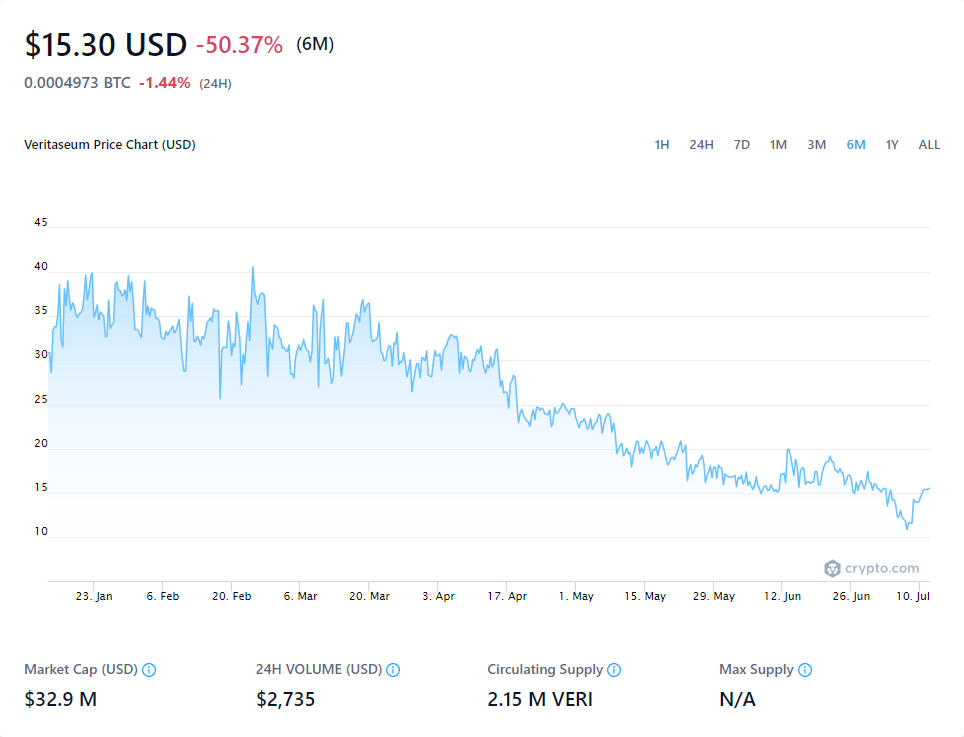 $15.30 USD -50.37% (6M)
0.0004973 BTC -1.44% (24H)
Veritaseum Price Chart (USD) 1H 24H 7D 1M 3M 6M 1Y ALL
45
40
35
30
25
20
15
10
crypto.com
23. Jan 6. Feb 20. Feb 6. Mar 20. Mar 3. Apr 17. Apr 1. May 15. May 29. May 12. Jun 26. Jun 10. Jul
Market Cap (USD) 24H VOLUME (USD) Circulating Supply Max Supply
$32.9 M $2,735 2.15 M VERI N/A